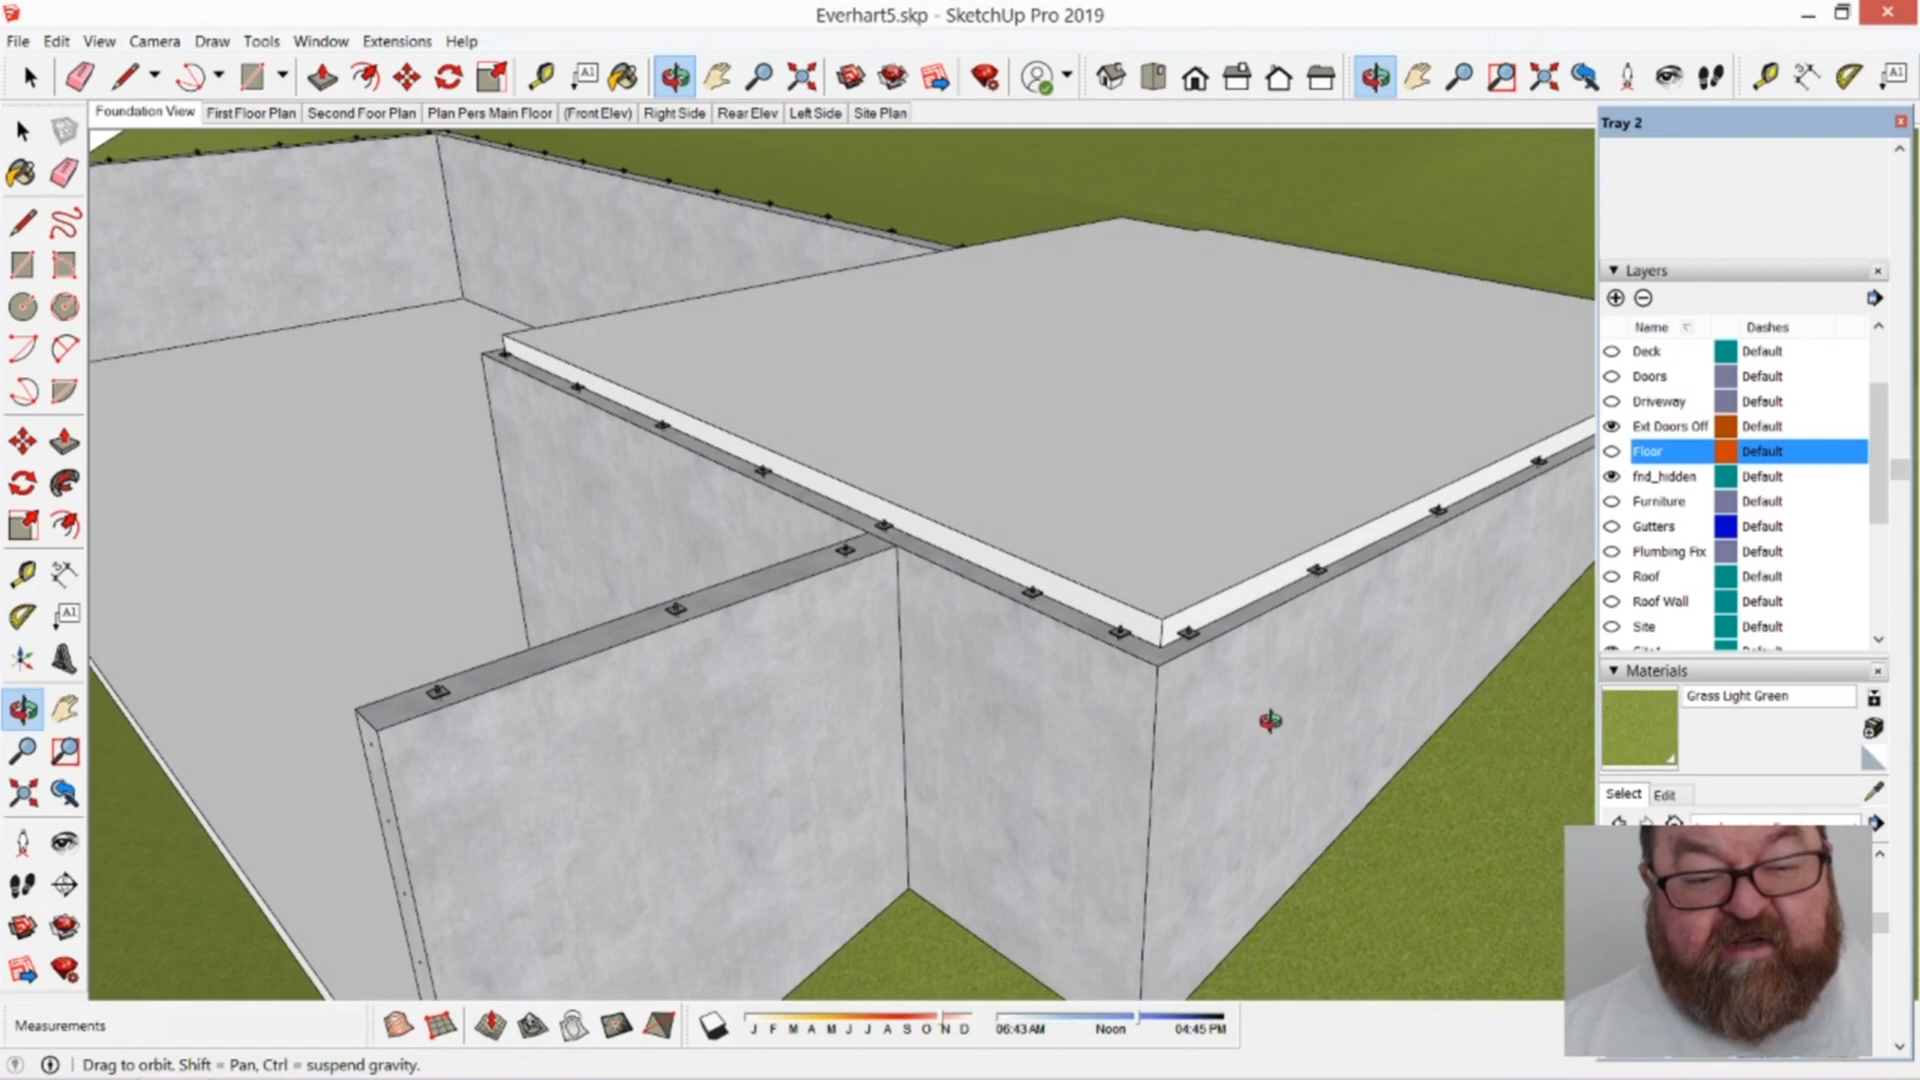 Everhart5.skp - SketchUp Pro 2019
File Edit View Camera Draw Tools Window Extensions Help
A1
A1
Foundation View First Floor Plan Second Foor Plan Plan Pers Main Floor (Front Elev) Right Side Rear Elev Left Side Site Plan
Tray 2
Layers
Name Dashes
Deck Default
Doors Default
Driveway Default
Ext Doors Off Default
Floor Default
fnd_hidden Default
Furniture Default
Gutters Default
Plumbing Fix Default
Roof Default
Roof Wall Default
Site Default
A1
Materials
Grass Light Green
Select Edit
Measurements
J F M A M J J A S O N D
06:43 AM Noon 04:45 PM
Drag to orbit. Shift = Pan, Ctrl = suspend gravity.